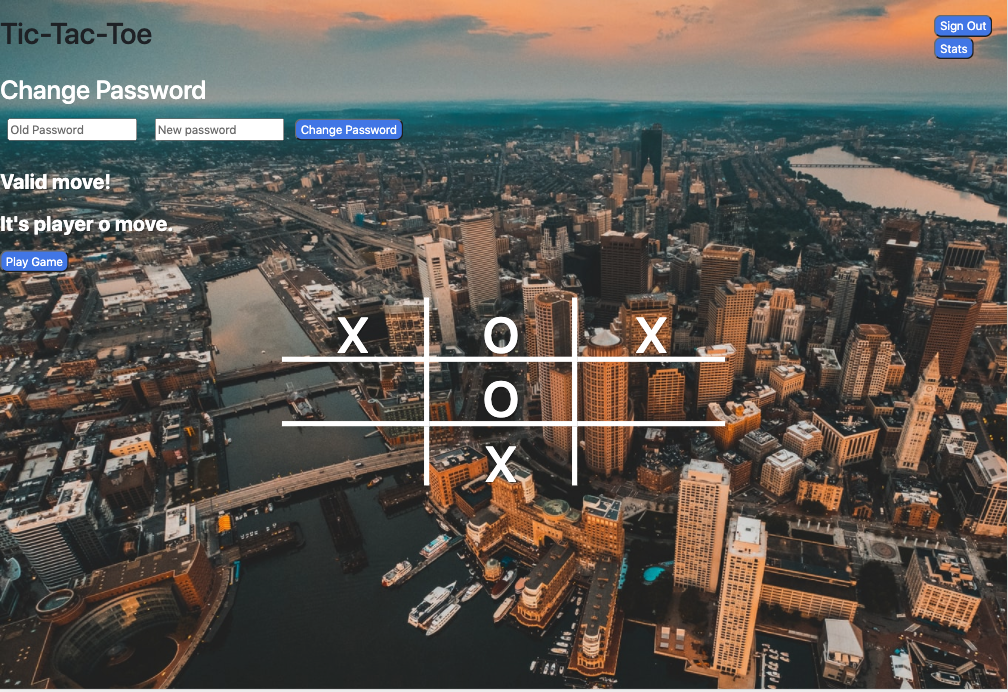 Tic-Tac-Toe
Sign Out
Stats
Change Password
Old Password New password Change Password
Valid move!
It's player o move.
Play Game
X O X
O
X